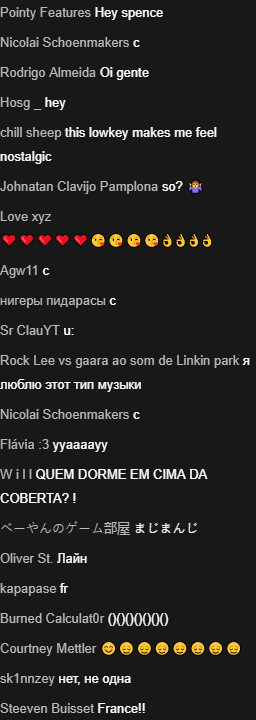 Pointy Features Hey spence
Nicolai Schoenmakers c
Rodrigo Almeida Oi gente
Hosg _ hey
chill sheep this lowkey makes me feel
nostalgic
Johnatan Clavijo Pamplona so? 🤷‍♀️
Love xyz
❤️❤️❤️❤️❤️😘😘😘😘👌👌👌👌
Agw11 c
нигеры пидарасы c
Sr ClauYT u:
Rock Lee vs gaara ao som de Linkin park я
люблю этот тип музыки
Nicolai Schoenmakers c
Flávia :3 yyaaaayy
W i l l QUEM DORME EM CIMA DA
COBERTA? !
べーやんのゲーム部屋 まじまんじ
Oliver St. Лайн
kapapase fr
Burned Calculat0r ()()()()()()()
Courtney Mettler 😊😌😌😌😌😌😌😌
sk1nnzey нет, не одна
Steeven Buisset France!!